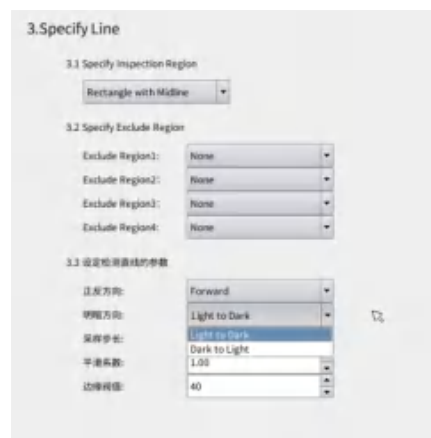 3.Specify Line
3.1 Specify Inspection Region
Rectangle with Midline
3.2 Specify Exclude Region
Exclude Region1: None
Exclude Region2: None
Exclude Region3: None
Exclude Region4: None
3.3 设定检测直线的参数
正反方向: Forward
明暗方向: Light to Dark
采样步长: Light to Dark
Dark to Light
平滑系数: 1.00
边缘阈值: 40